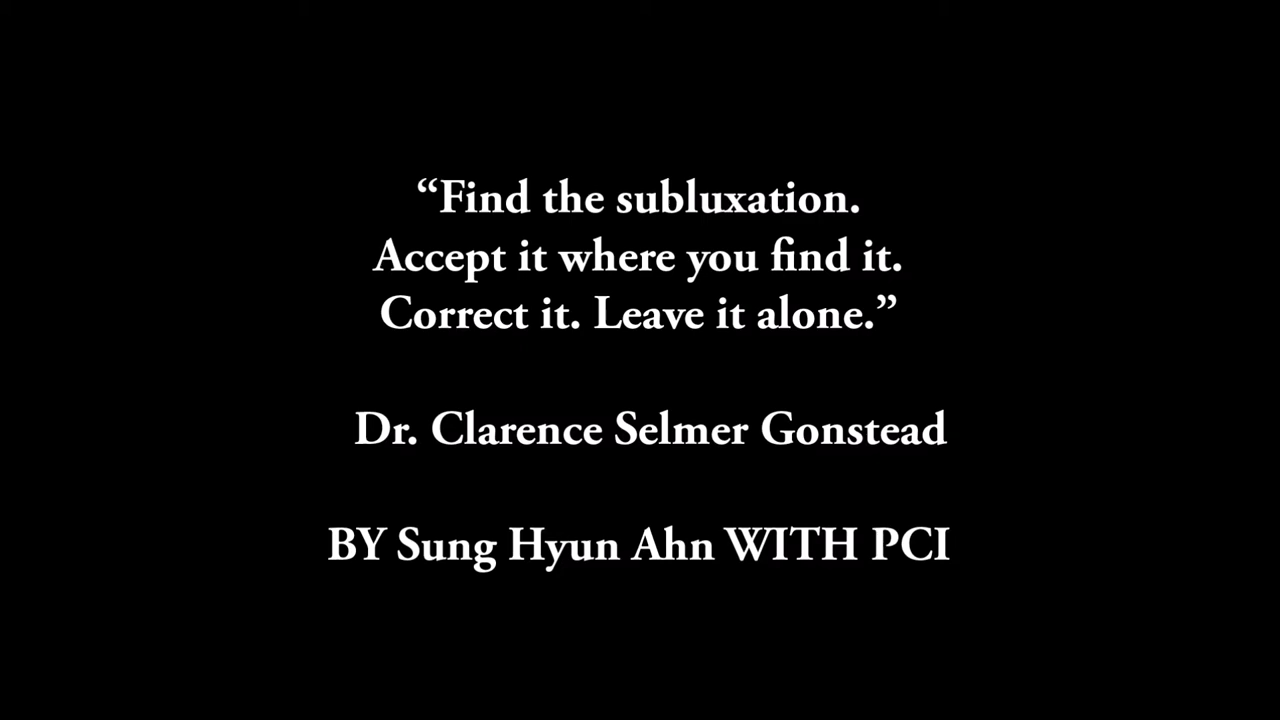 “Find the subluxation.
Accept it where you find it.
Correct it. Leave it alone.”
Dr. Clarence Selmer Gonstead
BY Sung Hyun Ahn WITH PCI